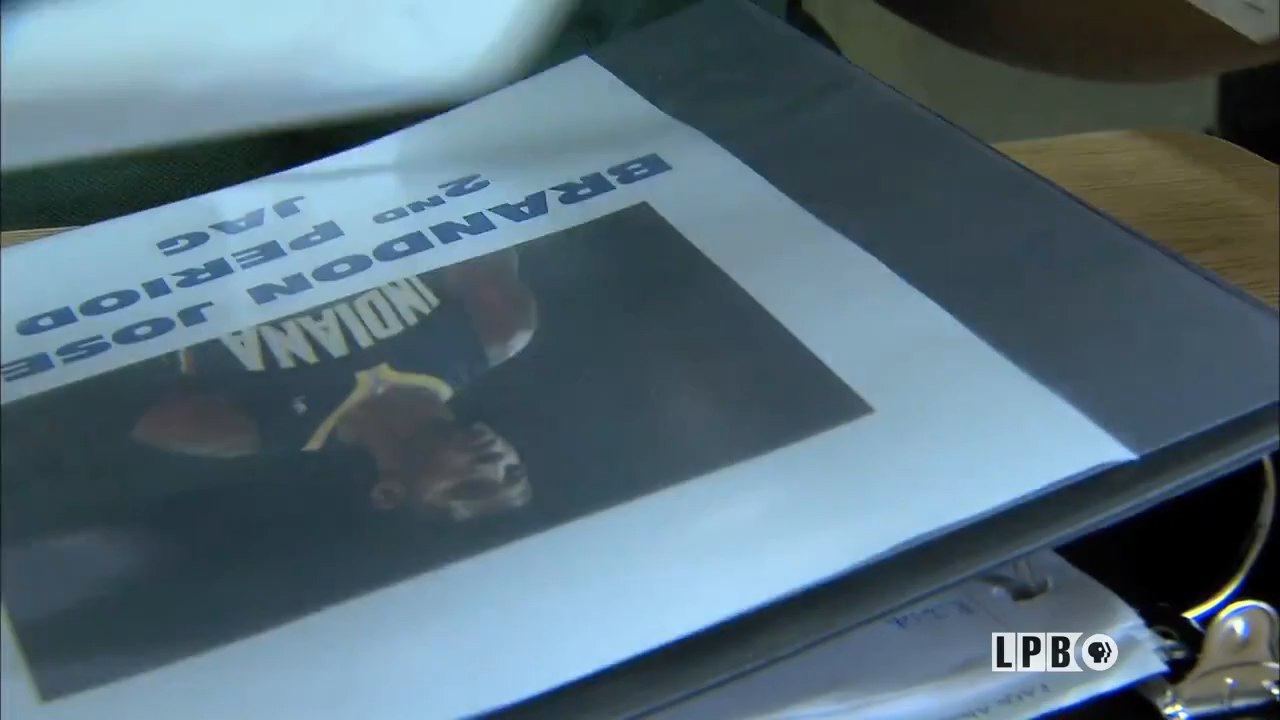 BRANDON JOSE
2ND PERIOD
JAG
INDIANA
LPB